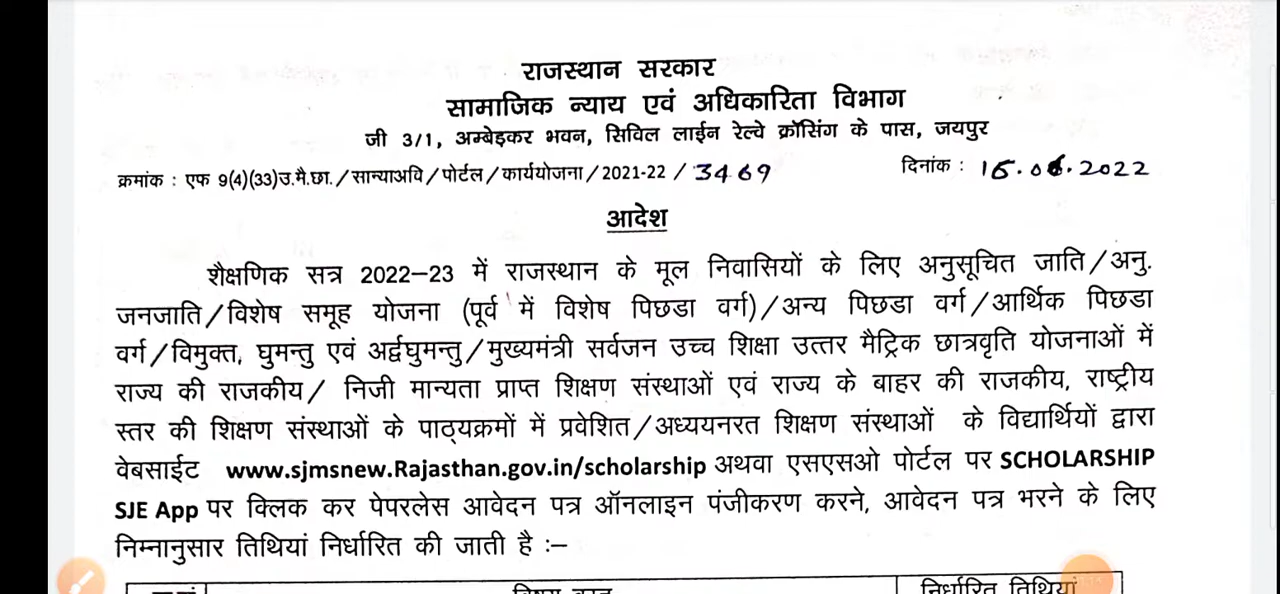 राजस्थान सरकार
सामाजिक न्याय एवं अधिकारिता विभाग
जी 3/1, अम्बेड़कर भवन, सिविल लाईन रेल्वे क्रॉसिंग के पास, जयपुर
क्रमांक : एफ 9(4)(33)उ.मै.छा./सान्याअवि/पोर्टल/कार्ययोजना/2021-22 / 3469 दिनांक : 15.06.2022
आदेश
शैक्षणिक सत्र 2022–23 में राजस्थान के मूल निवासियों के लिए अनुसूचित जाति/अनु.
जनजाति/विशेष समूह योजना (पूर्व में विशेष पिछडा वर्ग)/अन्य पिछडा वर्ग/आर्थिक पिछडा
वर्ग/विमुक्त, घुमन्तु एवं अर्द्वघुमन्तु/मुख्यमंत्री सर्वजन उच्च शिक्षा उत्तर मैट्रिक छात्रवृति योजनाओं में
राज्य की राजकीय/ निजी मान्यता प्राप्त शिक्षण संस्थाओं एवं राज्य के बाहर की राजकीय, राष्ट्रीय
स्तर की शिक्षण संस्थाओं के पाठ्यक्रमों में प्रवेशित/अध्ययनरत शिक्षण संस्थाओं के विद्यार्थियों द्वारा
वेबसाईट www.sjmsnew.Rajasthan.gov.in/scholarship अथवा एसएसओ पोर्टल पर SCHOLARSHIP
SJE App पर क्लिक कर पेपरलेस आवेदन पत्र ऑनलाइन पंजीकरण करने, आवेदन पत्र भरने के लिए
निम्नानुसार तिथियां निर्धारित की जाती है :–
निर्धारित तिथियां